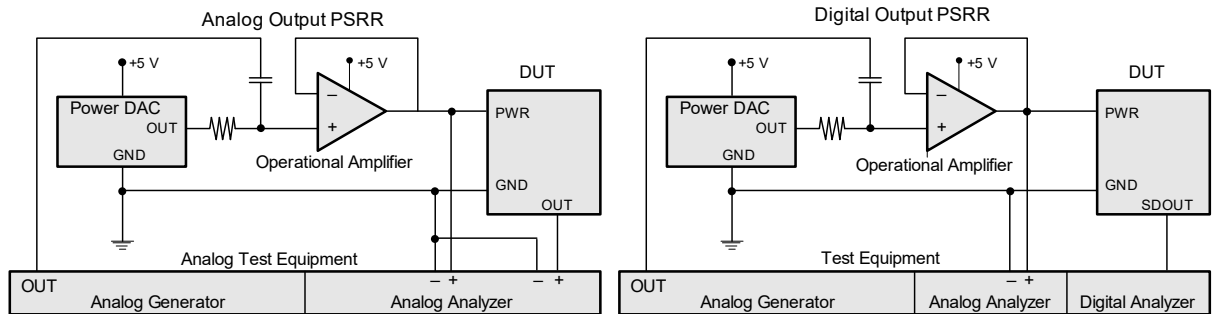 Analog Output PSRR
+5 V
+5 V
DUT
Power DAC
OUT
GND
–
+
Operational Amplifier
PWR
GND
OUT
Analog Test Equipment
– +
– +
OUT
Analog Generator
Analog Analyzer
Digital Output PSRR
+5 V
+5 V
DUT
Power DAC
OUT
GND
–
+
Operational Amplifier
PWR
GND
SDOUT
Test Equipment
– +
OUT
Analog Generator
Analog Analyzer
Digital Analyzer